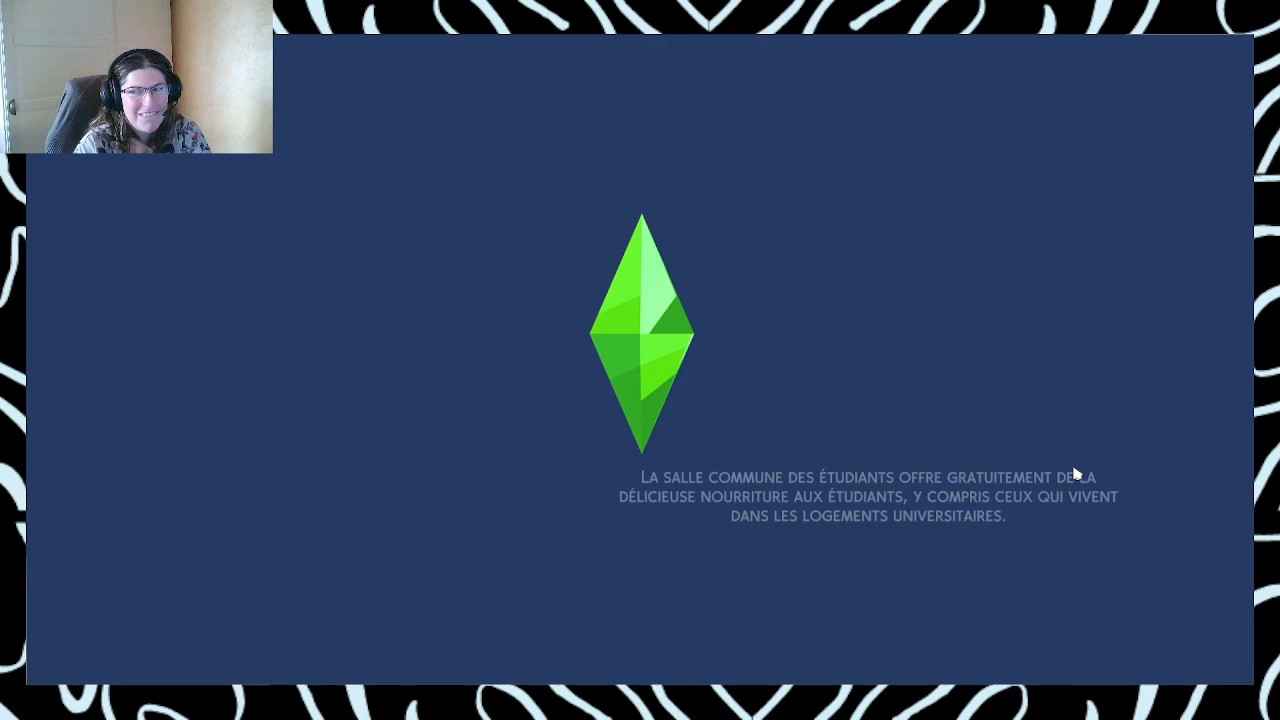 LA SALLE COMMUNE DES ÉTUDIANTS OFFRE GRATUITEMENT DE LA
DÉLICIEUSE NOURRITURE AUX ÉTUDIANTS, Y COMPRIS CEUX QUI VIVENT
DANS LES LOGEMENTS UNIVERSITAIRES.